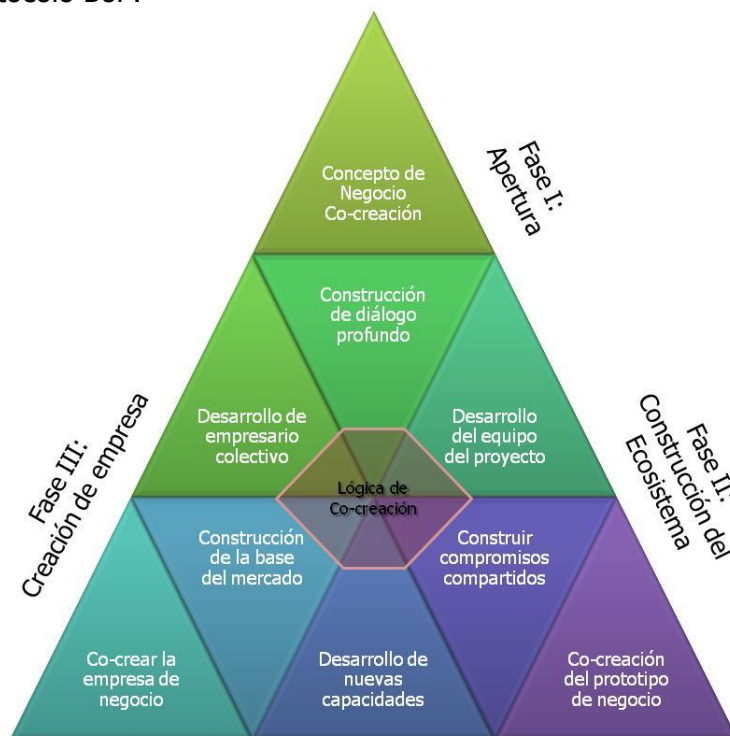 Concepto de
Negocio
Co-creación
Fase I:
Apertura
Construcción
de diálogo
profundo
Desarrollo de
empresario
colectivo
Desarrollo
del equipo
del proyecto
Fase III:
Creación de empresa
Fase II:
Construcción del
Ecosistema
Lógica de
Co-creación
Construcción
de la base
del mercado
Construir
compromisos
compartidos
Co-crear la
empresa de
negocio
Desarrollo de
nuevas
capacidades
Co-creación
del prototipo
de negocio